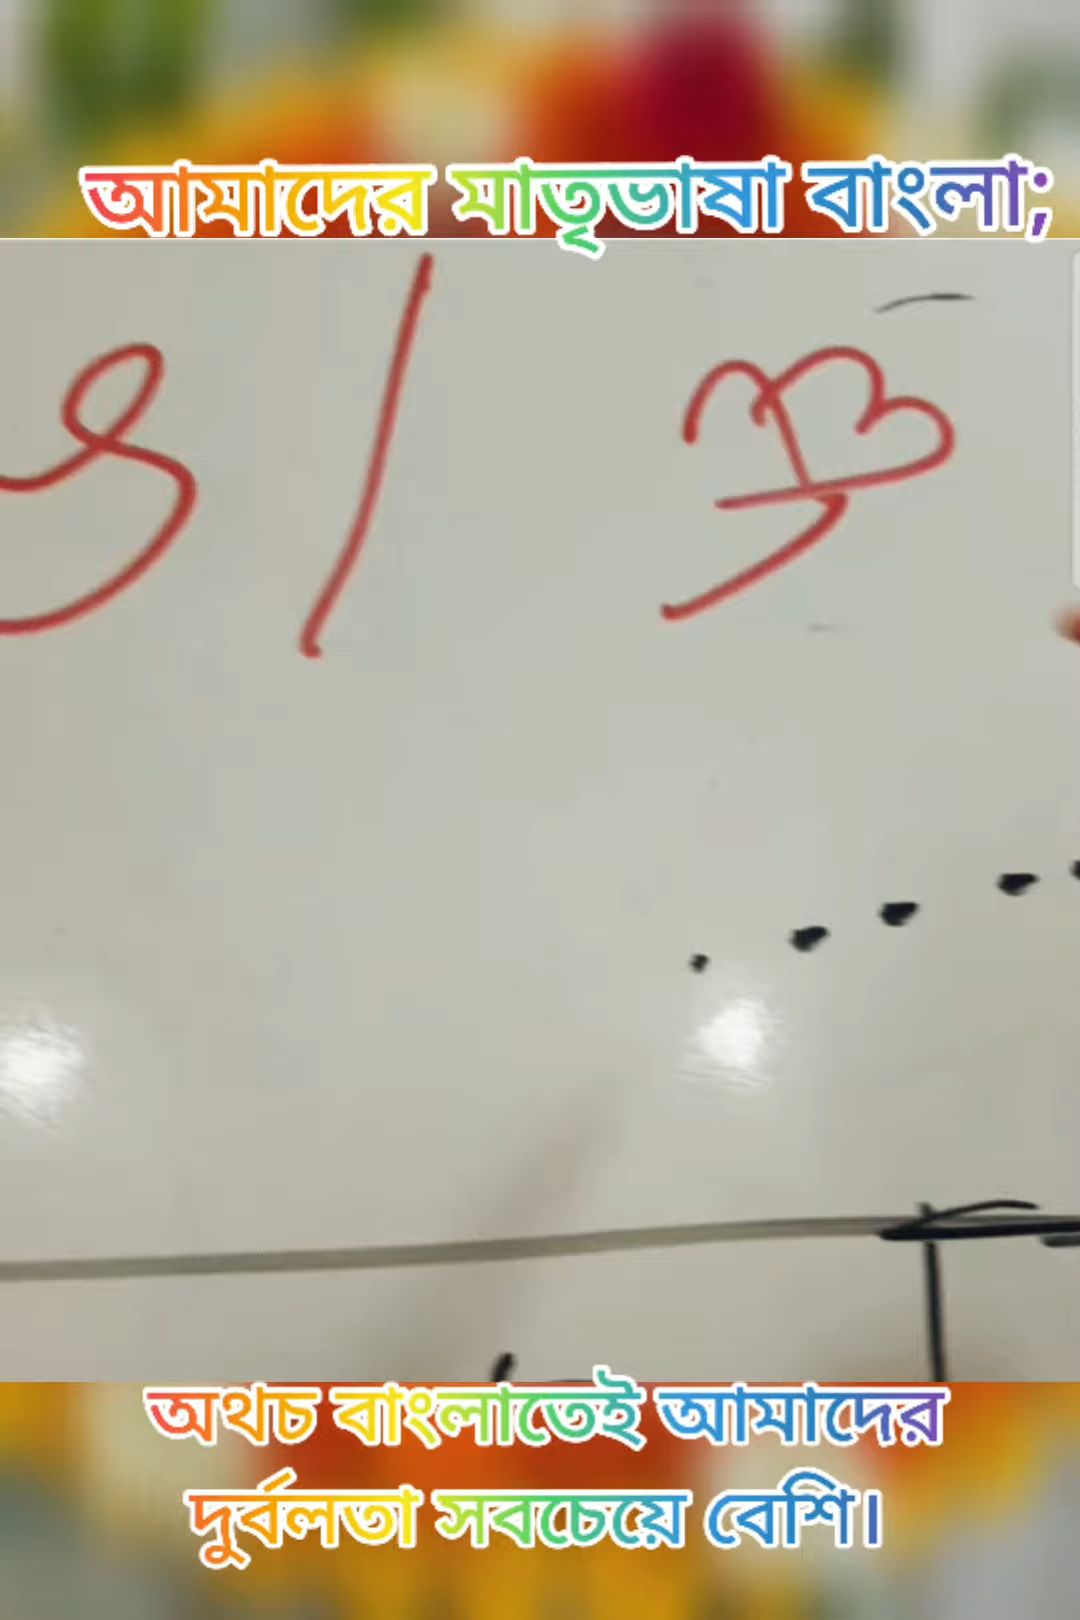 আমাদের মাতৃভাষা বাংলা;
অথচ বাংলাতেই আমাদের
দুর্বলতা সবচেয়ে বেশি।